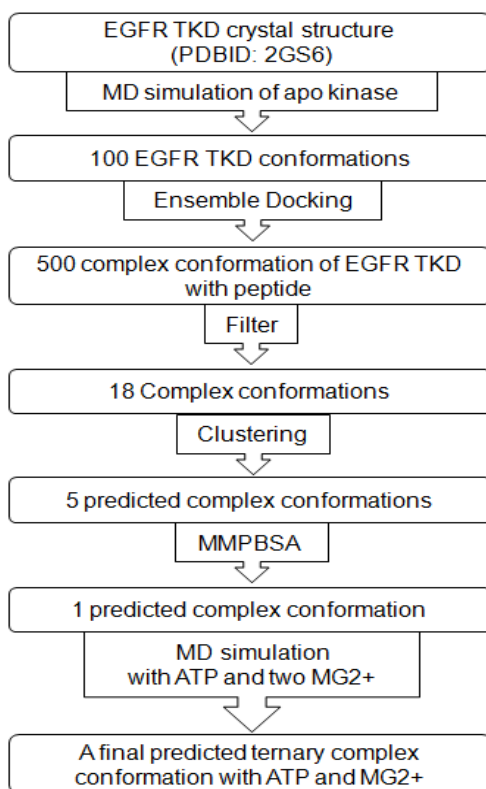 EGFR TKD crystal structure
(PDBID: 2GS6)
MD simulation of apo kinase
100 EGFR TKD conformations
Ensemble Docking
500 complex conformation of EGFR TKD
with peptide
Filter
18 Complex conformations
Clustering
5 predicted complex conformations
MMPBSA
1 predicted complex conformation
MD simulation
with ATP and two MG2+
A final predicted ternary complex
conformation with ATP and MG2+